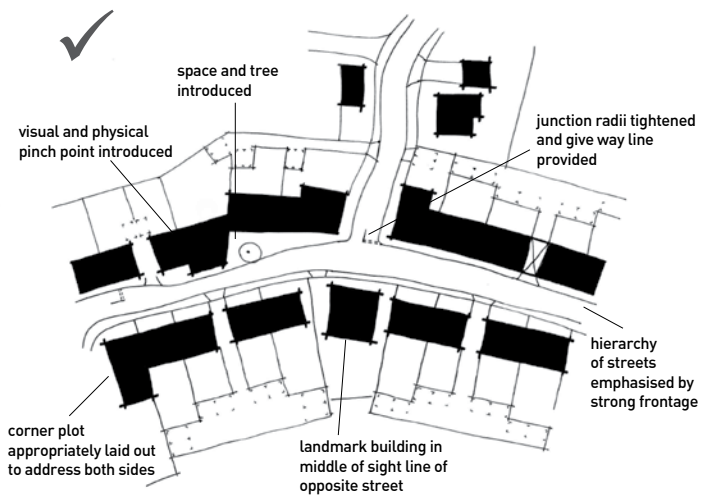 space and tree
introduced
visual and physical
pinch point introduced
junction radii tightened
and give way line
provided
hierarchy
of streets
emphasised by
strong frontage
corner plot
appropriately laid out
to address both sides
landmark building in
middle of sight line of
opposite street